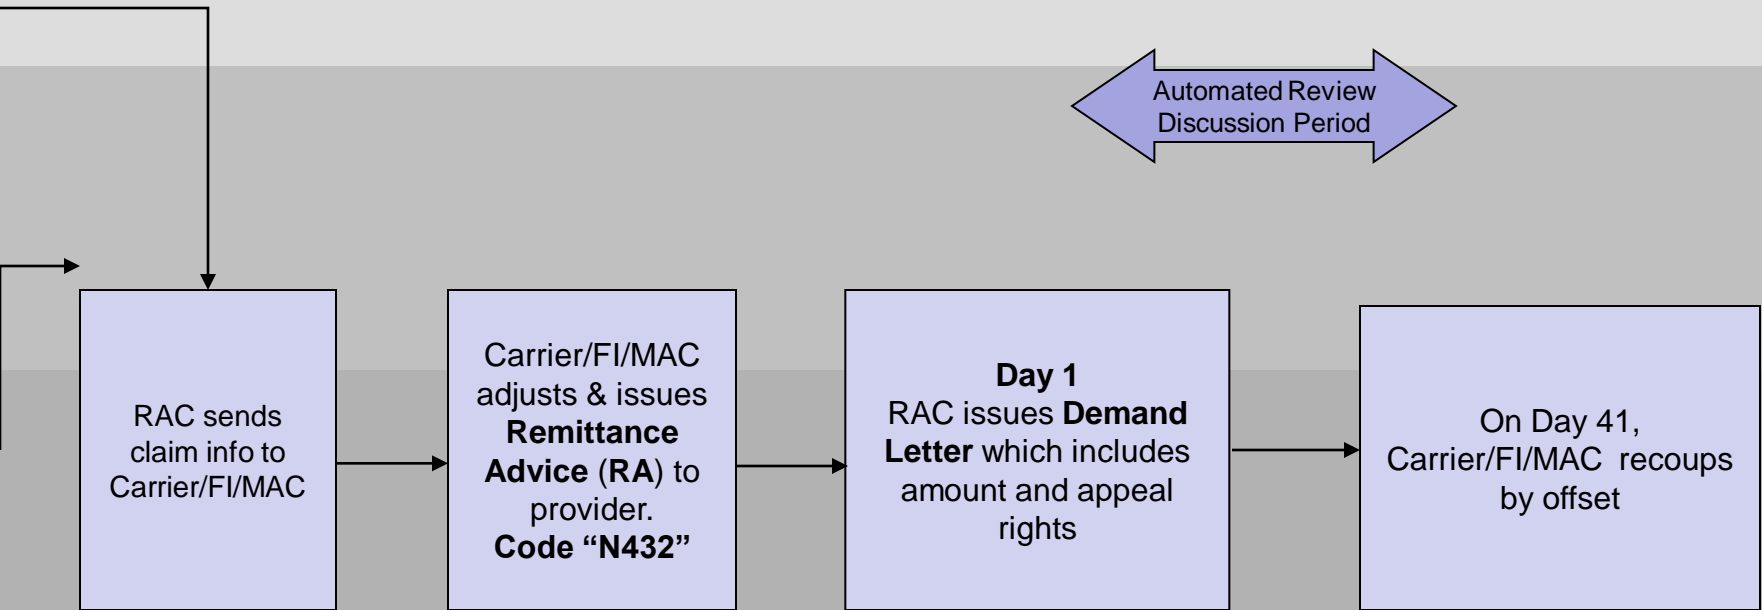 Automated Review
Discussion Period
RAC sends
claim info to
Carrier/FI/MAC
Carrier/FI/MAC
adjusts & issues
Remittance
Advice (RA) to
provider.
Code “N432”
Day 1
RAC issues Demand
Letter which includes
amount and appeal
rights
On Day 41,
Carrier/FI/MAC  recoups
by offset